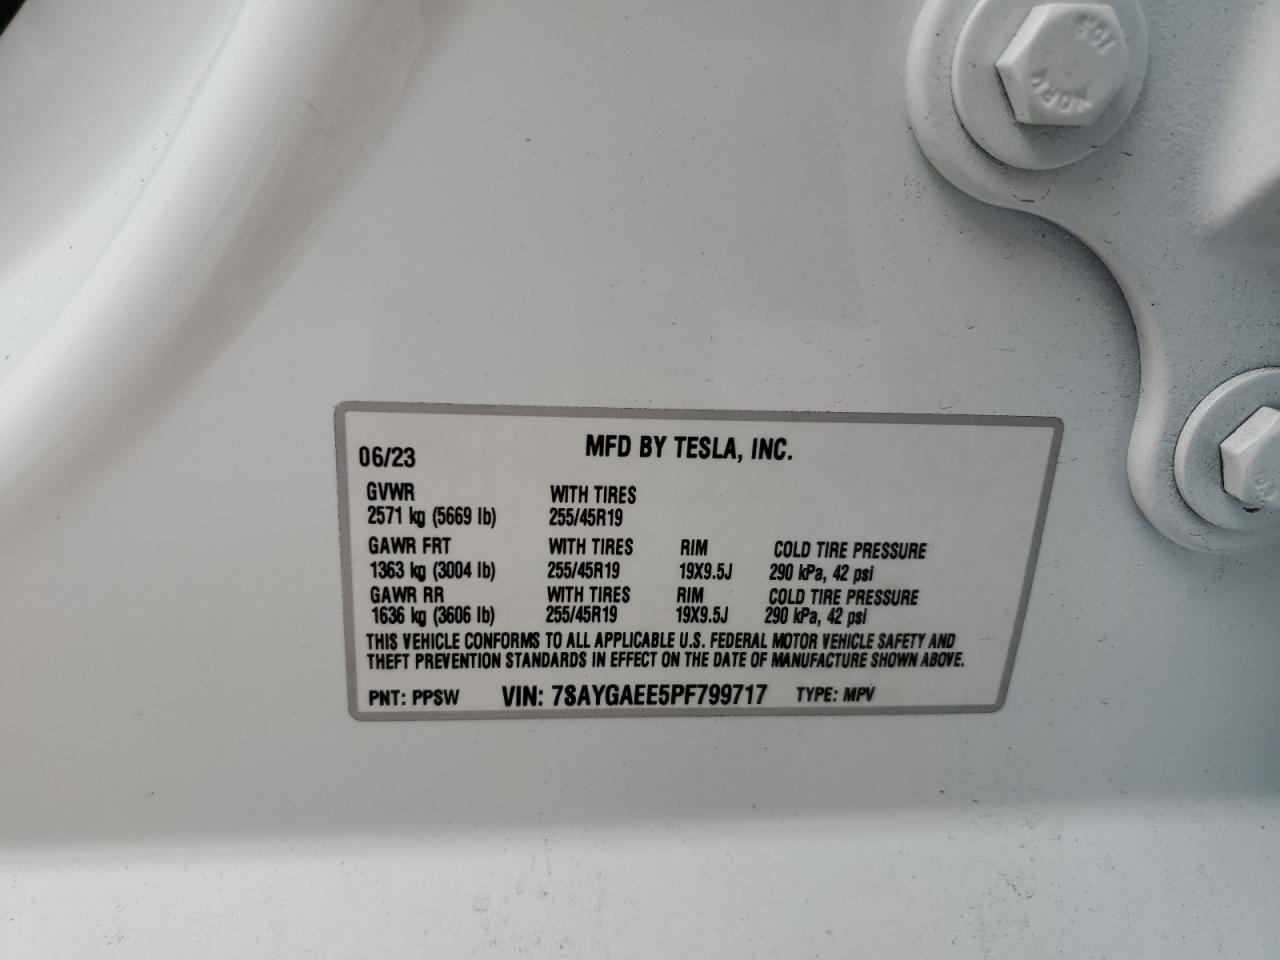 06/23 MFD BY TESLA, INC.
GVWR WITH TIRES
2571 kg (5669 lb) 255/45R19
GAWR FRT WITH TIRES RIM COLD TIRE PRESSURE
1363 kg (3004 lb) 255/45R19 19X9.5J 290 kPa, 42 psi
GAWR RR WITH TIRES RIM COLD TIRE PRESSURE
1636 kg (3606 lb) 255/45R19 19X9.5J 290 kPa, 42 psi
THIS VEHICLE CONFORMS TO ALL APPLICABLE U.S. FEDERAL MOTOR VEHICLE SAFETY AND
THEFT PREVENTION STANDARDS IN EFFECT ON THE DATE OF MANUFACTURE SHOWN ABOVE.
PNT: PPSW VIN: 7SAYGAEE5PF799717 TYPE: MPV
10.9